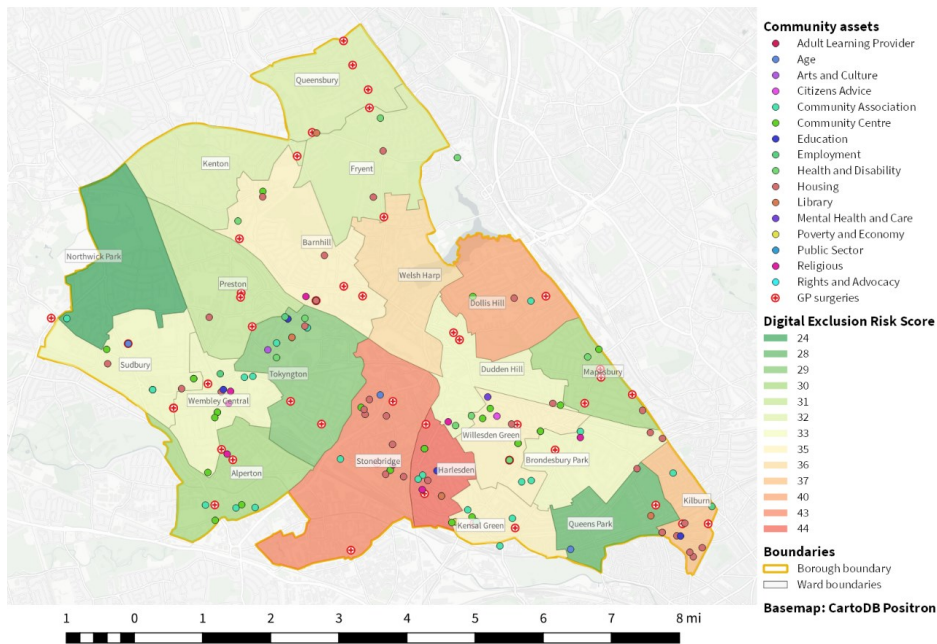 Community assets
Adult Learning Provider
Age
Arts and Culture
Citizens Advice
Community Association
Community Centre
Education
Employment
Health and Disability
Housing
Library
Mental Health and Care
Poverty and Economy
Public Sector
Religious
Rights and Advocacy
GP surgeries
Digital Exclusion Risk Score
24
28
29
30
31
32
33
35
36
37
40
43
44
Boundaries
Borough boundary
Ward boundaries
Basemap: CartoDB Positron
Queensbury
Kenton
Fryent
Northwick Park
Barnhill
Welsh Harp
Preston
Dollis Hill
Sudbury
Tokyngton
Dudden Hill
Mapesbury
Wembley Central
Willesden Green
Stonebridge
Harlesden
Brondesbury Park
Alperton
Kensal Green
Queens Park
Kilburn
1 0 1 2 3 4 5 6 7 8 mi